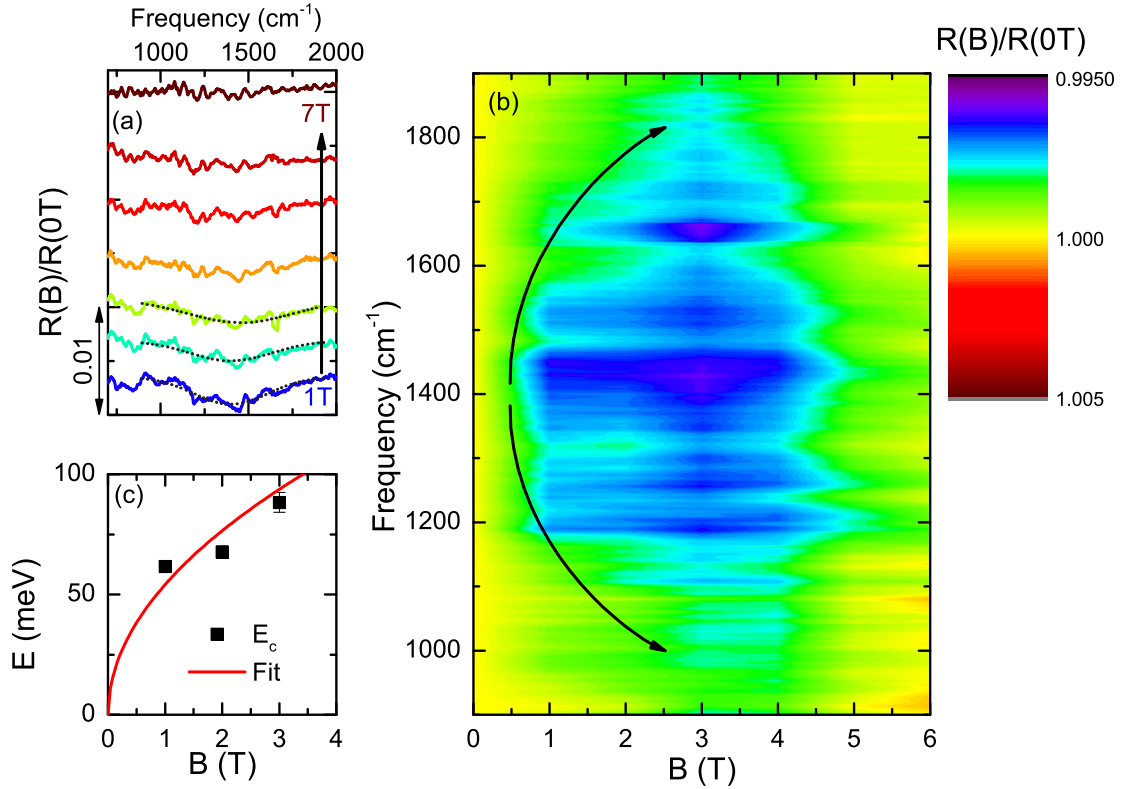 Frequency (cm⁻¹)
1000 1500 2000
(a)
7T
1T
R(B)/R(0T)
0.01
(b)
1800
1600
1400
1200
1000
Frequency (cm⁻¹)
0 1 2 3 4 5 6
B (T)
R(B)/R(0T)
0.9950
1.000
1.005
(c)
100
50
0
E (meV)
E_c
Fit
0 1 2 3 4
B (T)